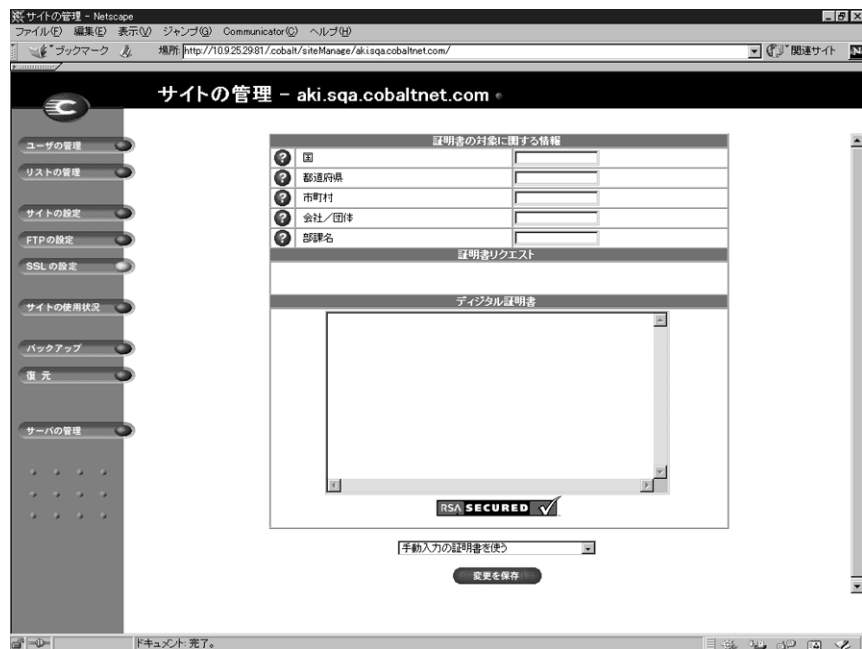 サイトの管理 - Netscape
ファイル(F) 編集(E) 表示(V) ジャンプ(G) Communicator(C) ヘルプ(H)
ブックマーク 場所: http://10.9.25.29:81/.cobalt/siteManage/aki.sqa.cobaltnet.com/ 関連サイト N
サイトの管理 - aki.sqa.cobaltnet.com
ユーザの管理
リストの管理
サイトの設定
FTPの設定
SSLの設定
サイトの使用状況
バックアップ
復元
サーバの管理
証明書の対象に関する情報
? 国
? 都道府県
? 市町村
? 会社/団体
? 部課名
証明書リクエスト
ディジタル証明書
RSA SECURED
手動入力の証明書を使う
変更を保存
ドキュメント: 完了。